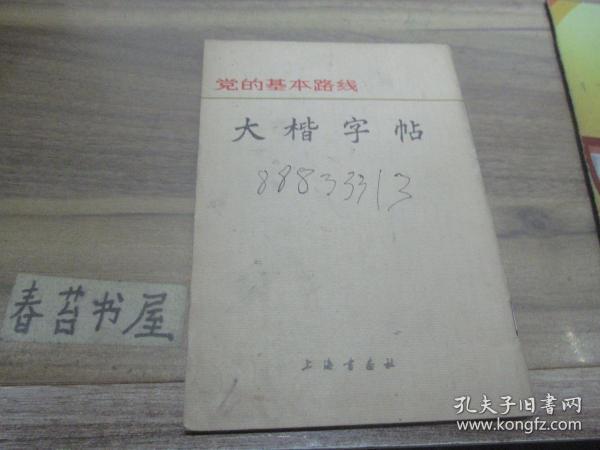 党的基本路线
大楷字帖
88833313
上海书画社
春苔书屋
孔夫子旧书网
www.kongfz.com